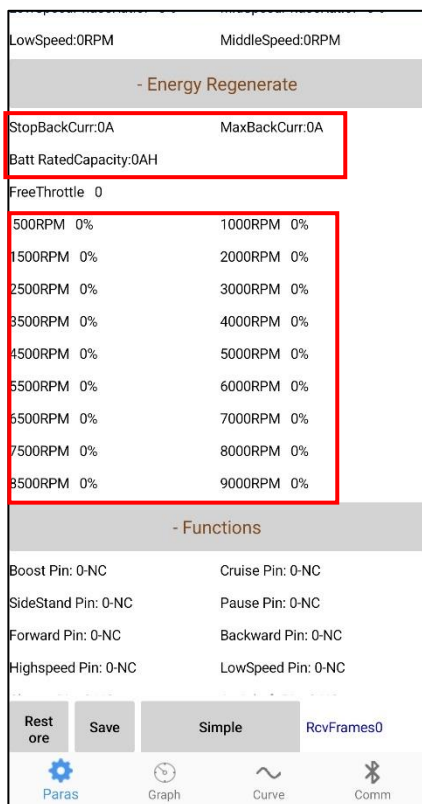 LowSpeed:0RPM MiddleSpeed:0RPM
- Energy Regenerate
StopBackCurr:0A MaxBackCurr:0A
Batt RatedCapacity:0AH
FreeThrottle 0
500RPM 0% 1000RPM 0%
1500RPM 0% 2000RPM 0%
2500RPM 0% 3000RPM 0%
3500RPM 0% 4000RPM 0%
4500RPM 0% 5000RPM 0%
5500RPM 0% 6000RPM 0%
6500RPM 0% 7000RPM 0%
7500RPM 0% 8000RPM 0%
8500RPM 0% 9000RPM 0%
- Functions
Boost Pin: 0-NC Cruise Pin: 0-NC
SideStand Pin: 0-NC Pause Pin: 0-NC
Forward Pin: 0-NC Backward Pin: 0-NC
Highspeed Pin: 0-NC LowSpeed Pin: 0-NC
Rest
ore
Save Simple RcvFrames0
Paras Graph Curve Comm